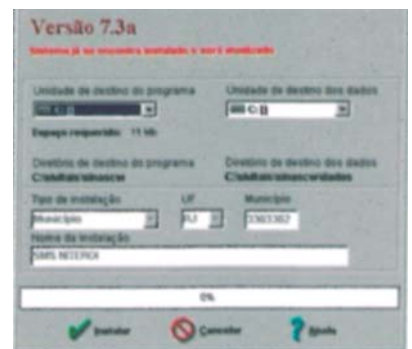 Versão 7.3a
Sistema já se encontra instalado e será atualizado
Unidade de destino do programa Unidade de destino dos dados
C: [] C: []
Espaço requerido: 11 Mb
Diretório de destino do programa Diretório de destino dos dados
Tipo de instalação UF Município
Município RJ 3303302
Nome da instalação
SMS NITEROI
0%
Instalar Cancelar Ajuda